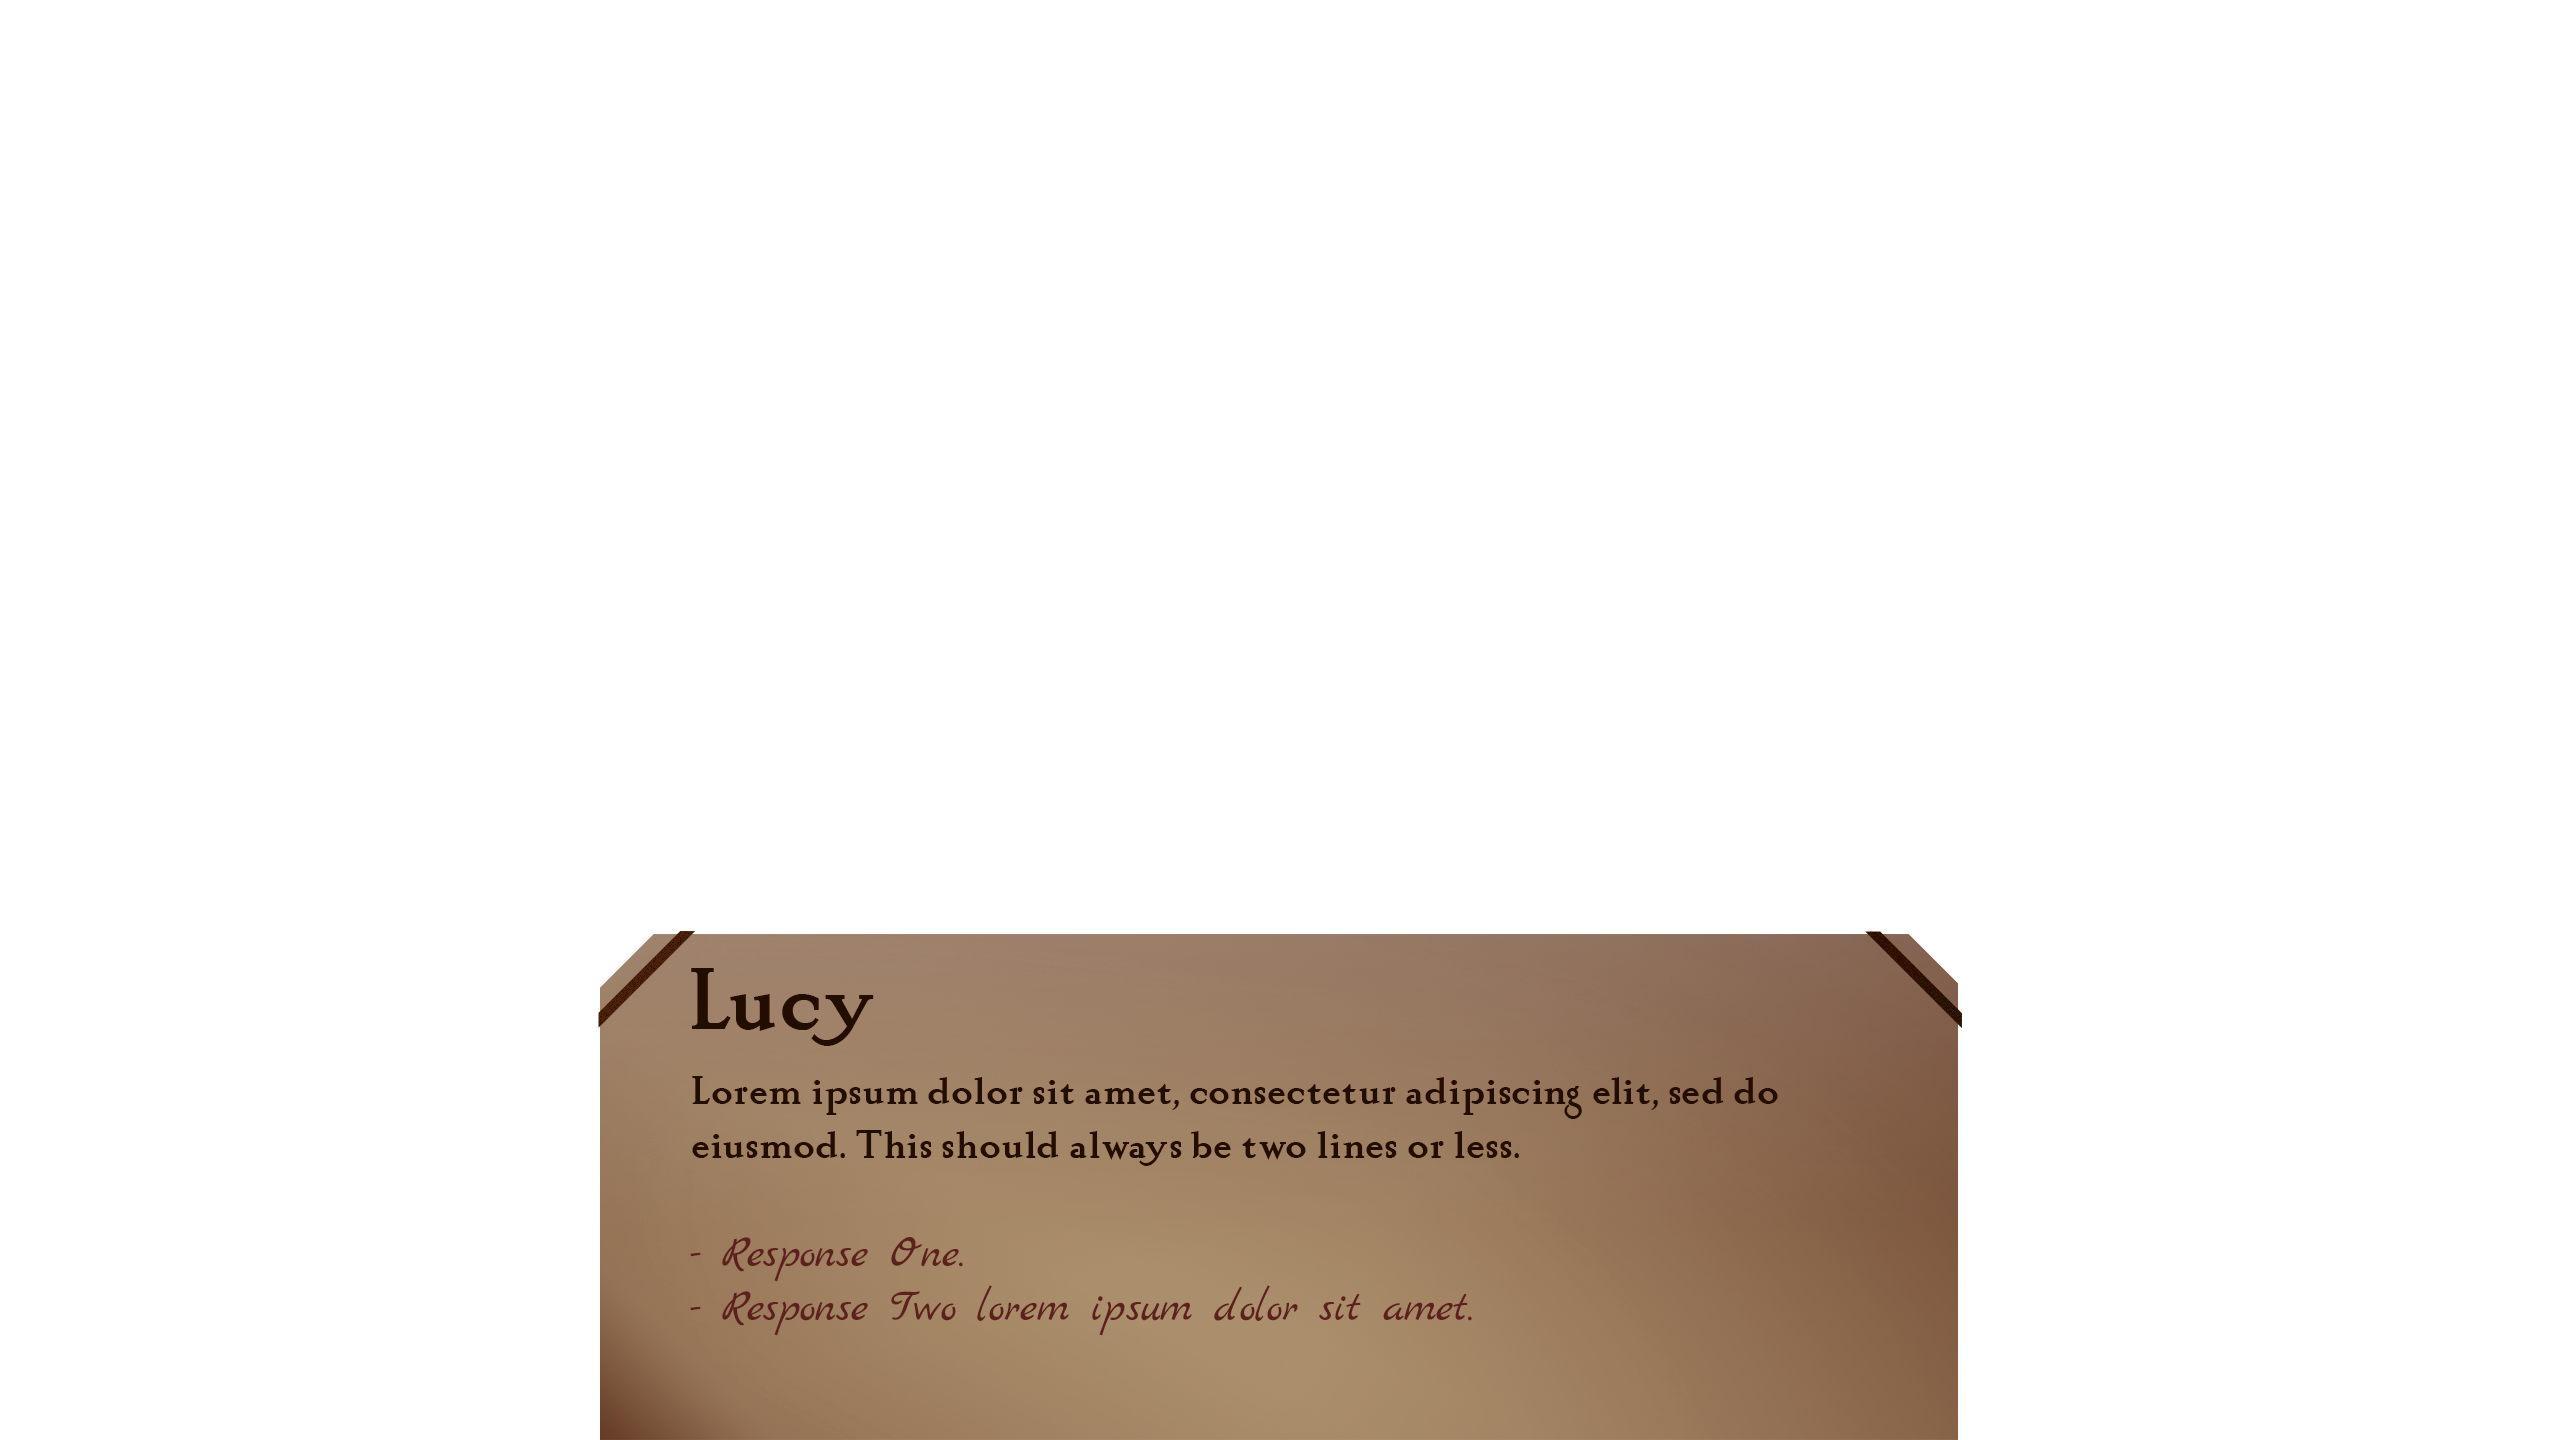 Lucy
Lorem ipsum dolor sit amet, consectetur adipiscing elit, sed do
eiusmod. This should always be two lines or less.
- Response One.
- Response Two lorem ipsum dolor sit amet.